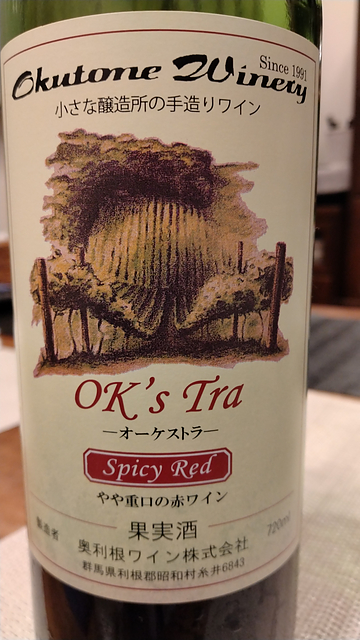 Okutone Winery
Since 1991
小さな醸造所の手造りワイン
OK's Tra
—オーケストラ—
Spicy Red
やや重口の赤ワイン
果実酒
製造者
720ml
奥利根ワイン株式会社
群馬県利根郡昭和村糸井6843